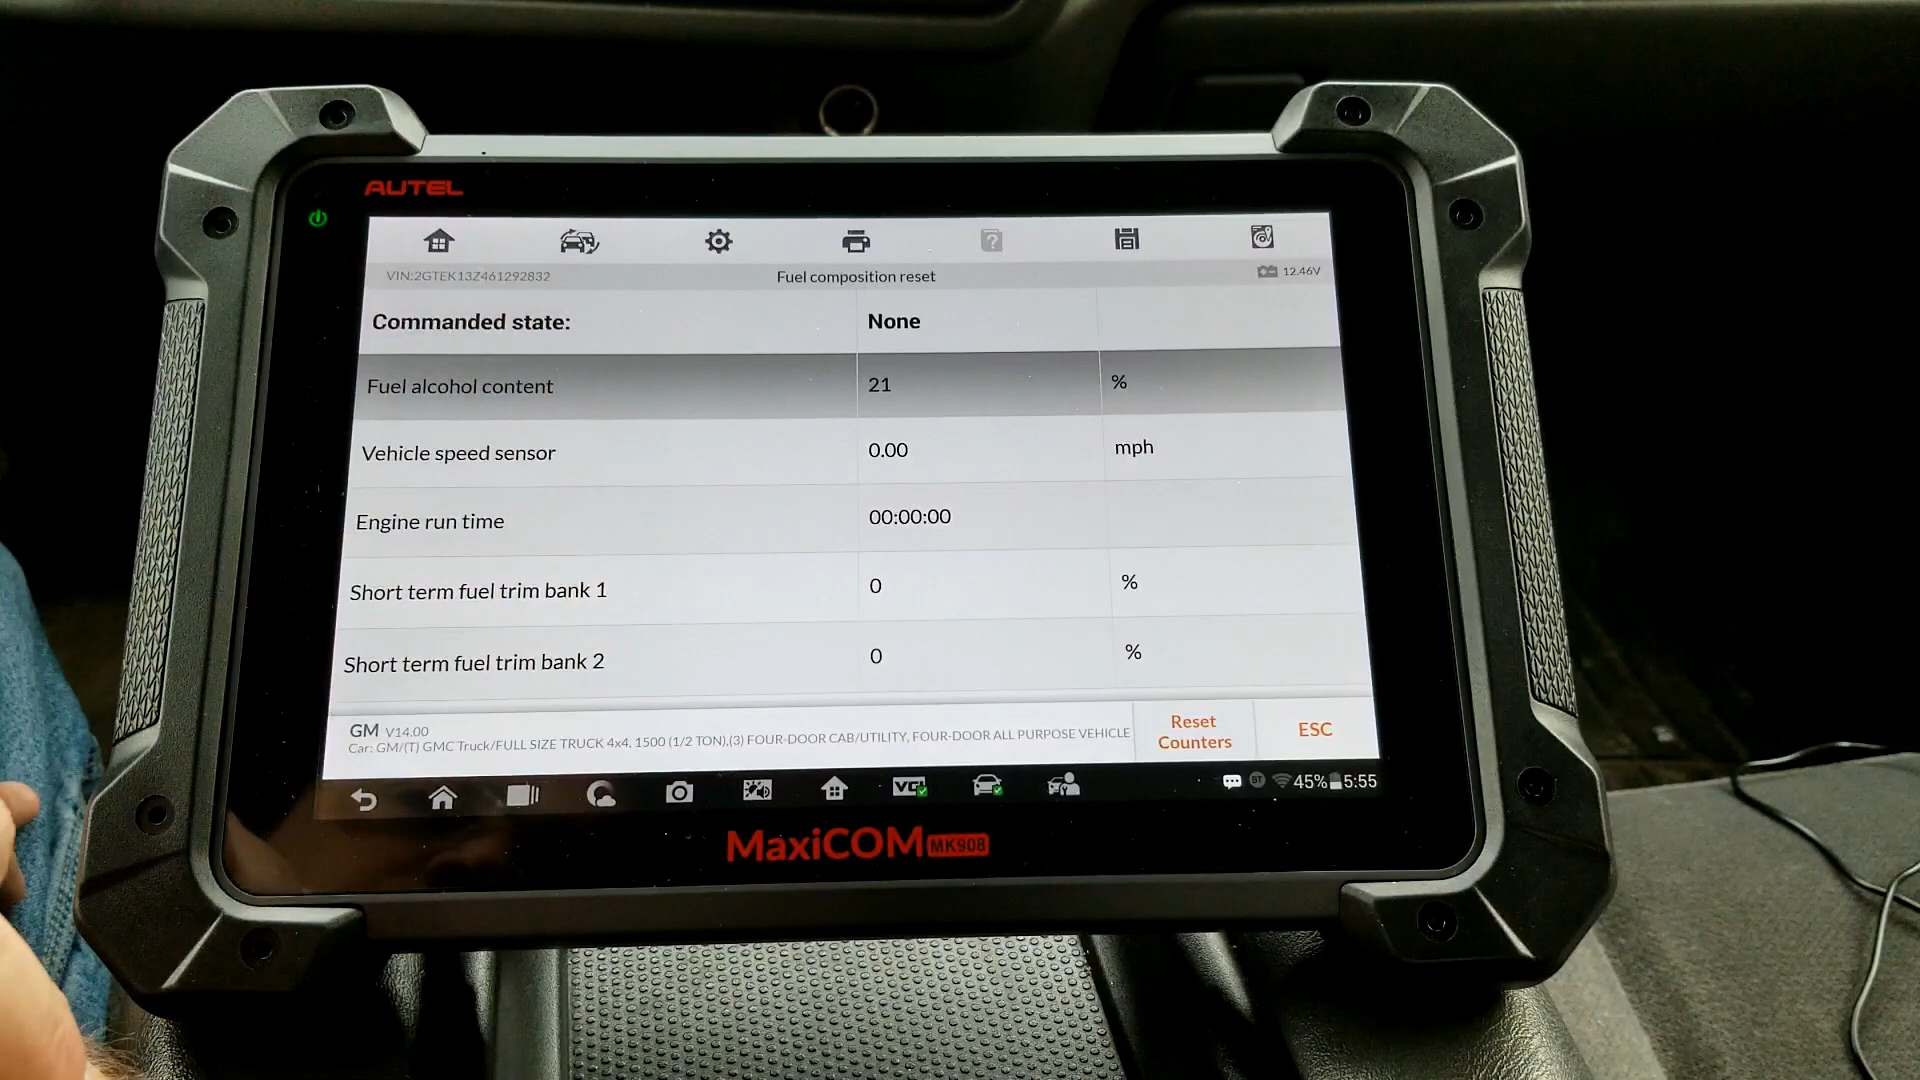 AUTEL
VIN:2GTEK13Z461292832 Fuel composition reset 12.46V
Commanded state: None
Fuel alcohol content 21 %
Vehicle speed sensor 0.00 mph
Engine run time 00:00:00
Short term fuel trim bank 1 0 %
Short term fuel trim bank 2 0 %
GM V14.00
Car: GM/(T) GMC Truck/FULL SIZE TRUCK 4x4, 1500 (1/2 TON),(3) FOUR-DOOR CAB/UTILITY, FOUR-DOOR ALL PURPOSE VEHICLE
Reset
Counters
ESC
VCI BT 45% 5:55
MaxiCOM MK908